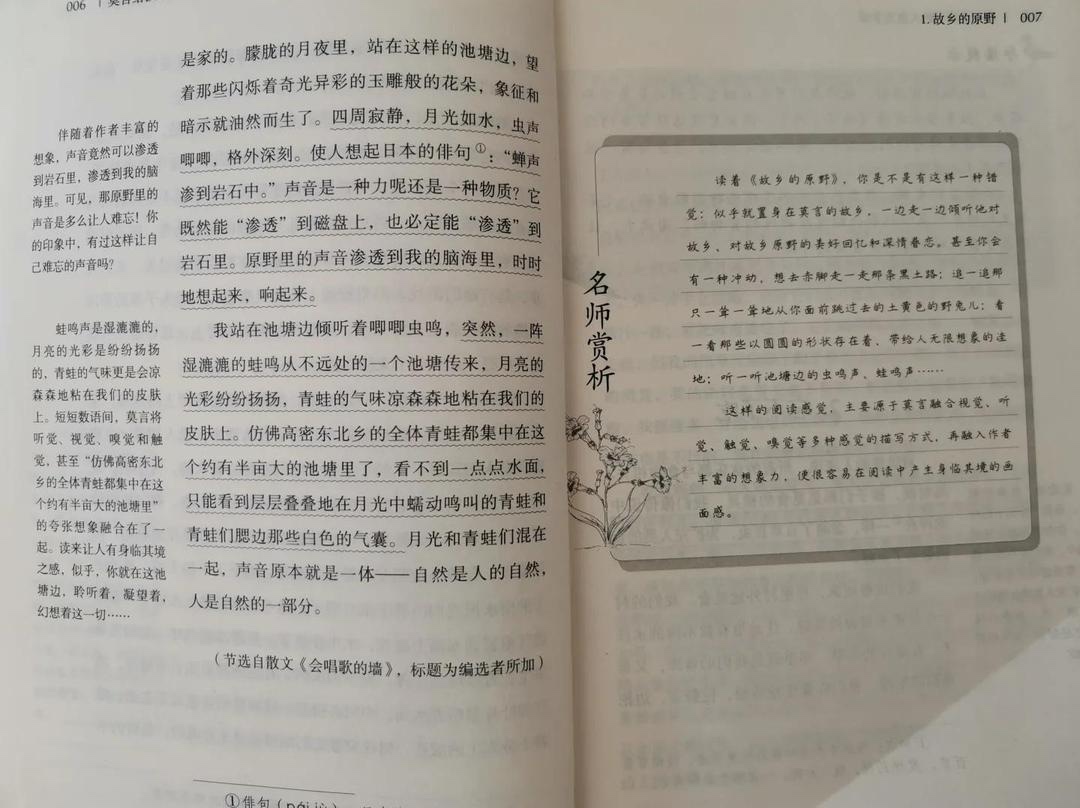 006
是家的。朦胧的月夜里，站在这样的池塘边，望
着那些闪烁着奇光异彩的玉雕般的花朵，象征和
暗示就油然而生了。四周寂静，月光如水，虫声
唧唧，格外深刻。使人想起日本的俳句①：“蝉声
渗到岩石中。”声音是一种力呢还是一种物质？它
既然能“渗透”到磁盘上，也必定能“渗透”到
岩石里。原野里的声音渗透到我的脑海里，时时
地想起来，响起来。
我站在池塘边倾听着唧唧虫鸣，突然，一阵
湿漉漉的蛙鸣从不远处的一个池塘传来，月亮的
光彩纷纷扬扬，青蛙的气味凉森森地粘在我们的
皮肤上。仿佛高密东北乡的全体青蛙都集中在这
个约有半亩大的池塘里了，看不到一点点水面，
只能看到层层叠叠地在月光中蠕动鸣叫的青蛙和
青蛙们腮边那些白色的气囊。月光和青蛙们混在
一起，声音原本就是一体——自然是人的自然，
人是自然的一部分。
（节选自散文《会唱歌的墙》，标题为编选者所加）
伴随着作者丰富的
想象，声音竟然可以渗透
到岩石里，渗透到我的脑
海里。可见，那原野里的
声音是多么让人难忘！你
的印象中，有过这样让自
己难忘的声音吗？
蛙鸣声是湿漉漉的，
月亮的光彩是纷纷扬扬
的，青蛙的气味更是会凉
森森地粘在我们的皮肤
上。短短数语间，莫言将
听觉、视觉、嗅觉和触
觉，甚至“仿佛高密东北
乡的全体青蛙都集中在这
个约有半亩大的池塘里”
的夸张想象融合在了一
起。读来让人有身临其境
之感，似乎，你就在这池
塘边，聆听着，凝望着，
幻想着这一切……
①俳句（pái jù）
1.故乡的原野 007
名师赏析
读着《故乡的原野》，你是不是有这样一种错
觉：似乎就置身在莫言的故乡，一边走一边倾听他对
故乡、对故乡原野的美好回忆和深情眷恋。甚至你会
有一种冲动，想去赤脚走一走那条黑土路；追一追那
只一耸一耸地从你面前跳过去的土黄色的野兔儿；看
一看那些以圆圆的形状存在着、带给人无限想象的洼
地；听一听池塘边的虫鸣声、蛙鸣声……
这样的阅读感觉，主要源于莫言融合视觉、听
觉、触觉、嗅觉等多种感觉的描写方式，再融入作者
丰富的想象力，便很容易在阅读中产生身临其境的画
面感。